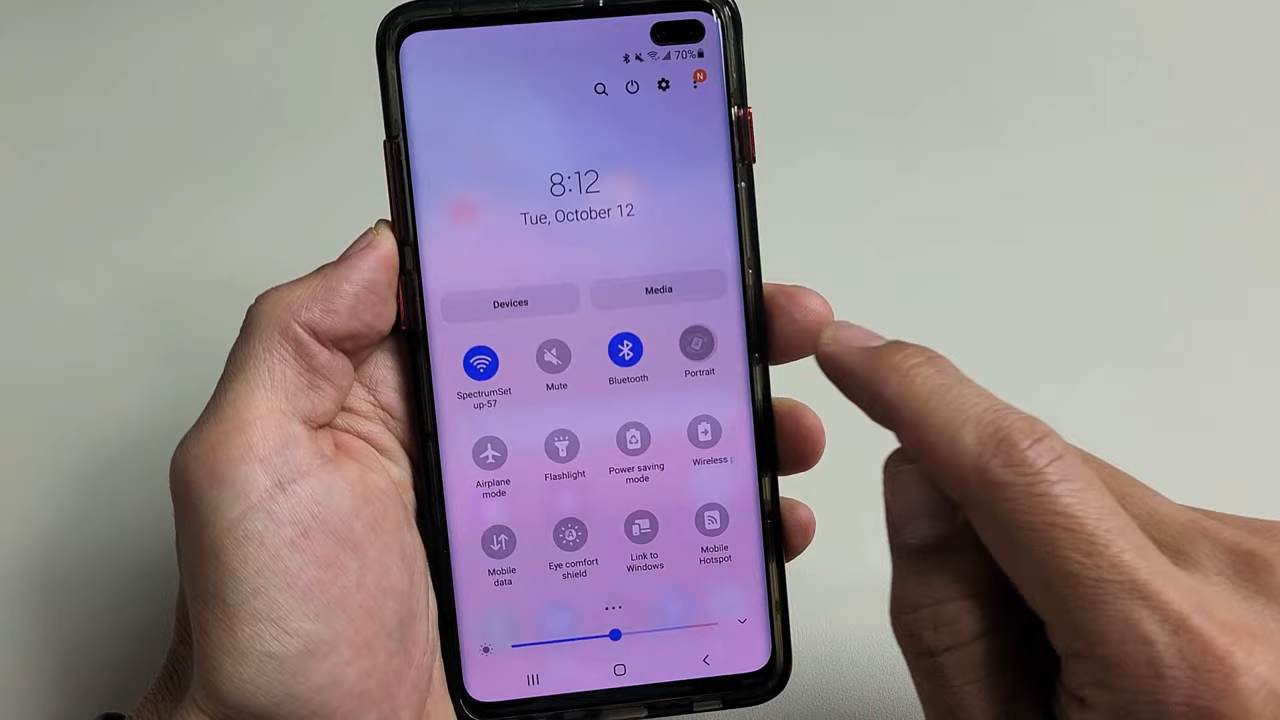 70%
N
8:12
Tue, October 12
Devices
Media
SpectrumSet
up-57
Mute
Bluetooth
Portrait
Airplane
mode
Flashlight
Power saving
mode
Wireless
Mobile
data
Eye comfort
shield
Link to
Windows
Mobile
Hotspot